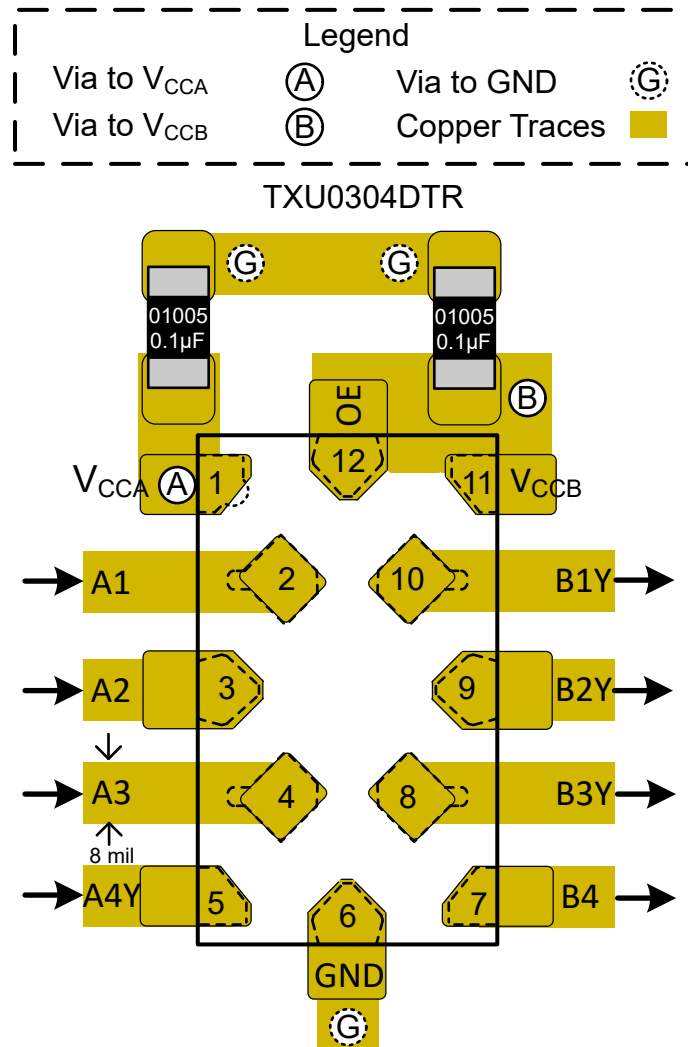 Legend
Via to VCCA A Via to GND G
Via to VCCB B Copper Traces
TXU0304DTR
G G
01005 01005
0.1µF 0.1µF
OE B
12
VCCA A 1 11 VCCB
A1 2 10 B1Y
A2 3 9 B2Y
A3 4 8 B3Y
8 mil
A4Y 5 7 B4
6
GND
G